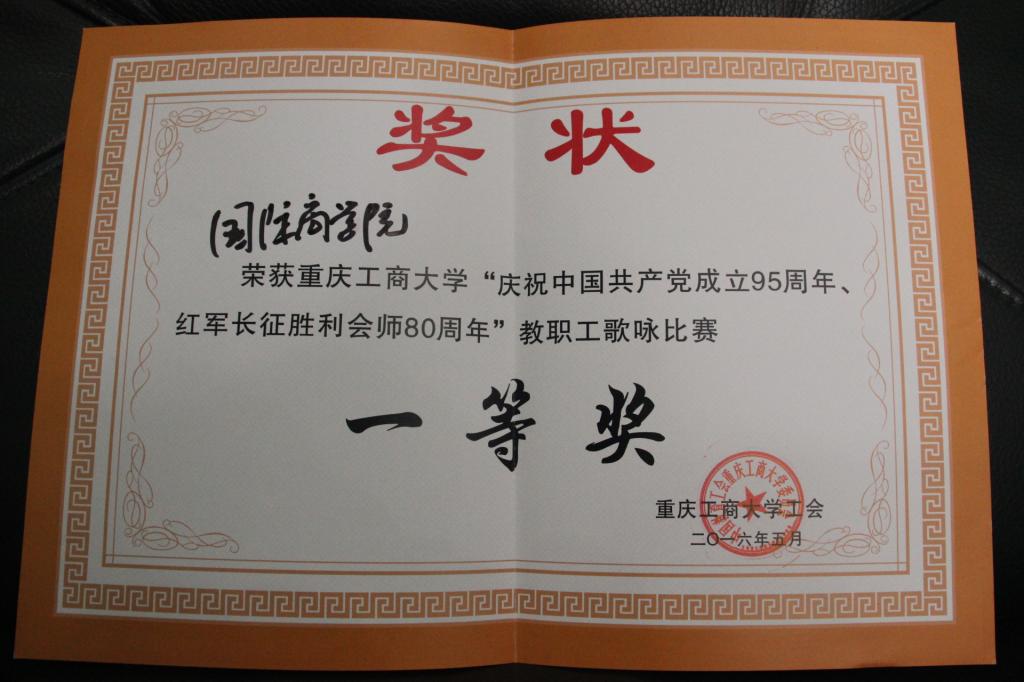 奖状
国际商学院
荣获重庆工商大学“庆祝中国共产党成立95周年、
红军长征胜利会师80周年”教职工歌咏比赛
一等奖
重庆工商大学工会
二〇一六年五月